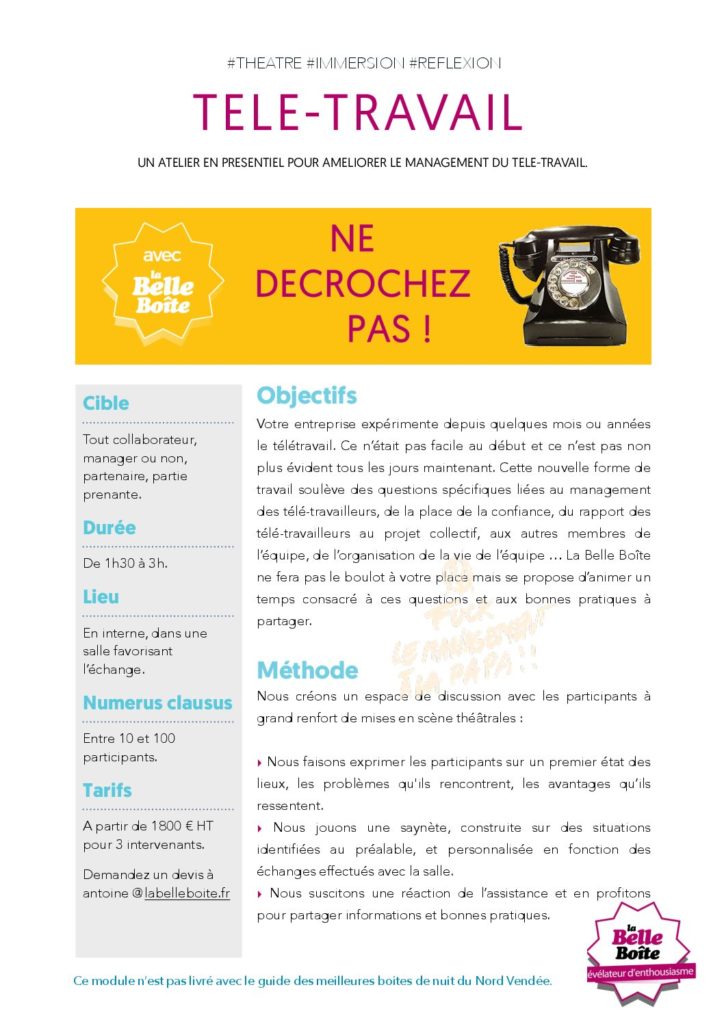 #THEATRE #IMMERSION #REFLEXION
TELE-TRAVAIL
UN ATELIER EN PRESENTIEL POUR AMELIORER LE MANAGEMENT DU TELE-TRAVAIL.
avec
la
Belle
Boîte
NE
DECROCHEZ
PAS !
Cible
Tout collaborateur,
manager ou non,
partenaire, partie
prenante.
Durée
De 1h30 à 3h.
Lieu
En interne, dans une
salle favorisant
l’échange.
Numerus clausus
Entre 10 et 100
participants.
Tarifs
A partir de 1800 € HT
pour 3 intervenants.
Demandez un devis à
antoine @labelleboite.fr
Objectifs
Votre entreprise expérimente depuis quelques mois ou années
le télétravail. Ce n’était pas facile au début et ce n’est pas non
plus évident tous les jours maintenant. Cette nouvelle forme de
travail soulève des questions spécifiques liées au management
des télé-travailleurs, de la place de la confiance, du rapport des
télé-travailleurs au projet collectif, aux autres membres de
l’équipe, de l’organisation de la vie de l’équipe … La Belle Boîte
ne fera pas le boulot à votre place mais se propose d’animer un
temps consacré à ces questions et aux bonnes pratiques à
partager.
LE MANAGEMENT
PAPA !!
Méthode
Nous créons un espace de discussion avec les participants à
grand renfort de mises en scène théâtrales :
Nous faisons exprimer les participants sur un premier état des
lieux, les problèmes qu'ils rencontrent, les avantages qu’ils
ressentent.
Nous jouons une saynète, construite sur des situations
identifiées au préalable, et personnalisée en fonction des
échanges effectués avec la salle.
Nous suscitons une réaction de l’assistance et en profitons
pour partager informations et bonnes pratiques.
la
Belle
Boîte
évélateur d’enthousiasme
Ce module n’est pas livré avec le guide des meilleures boites de nuit du Nord Vendée.